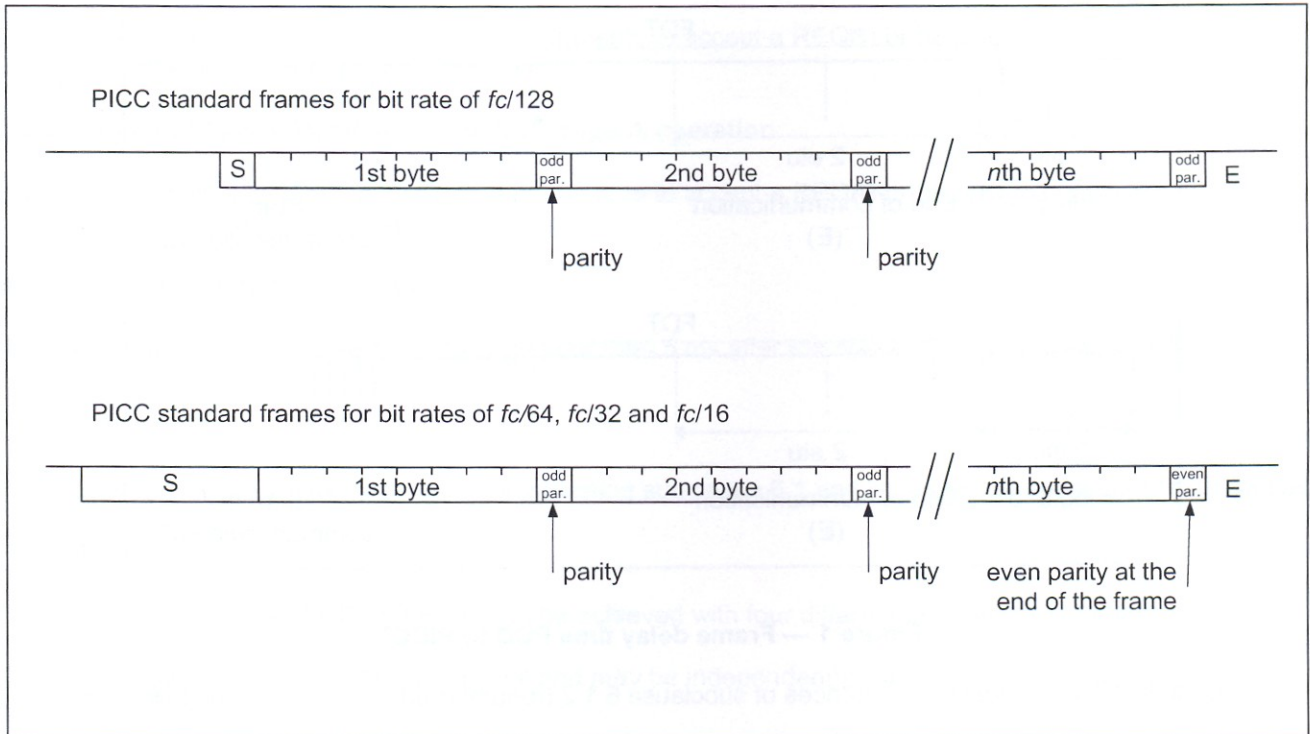 PICC standard frames for bit rate of fc/128
S 1st byte odd par. 2nd byte odd par. nth byte odd par. E
parity parity
PICC standard frames for bit rates of fc/64, fc/32 and fc/16
S 1st byte odd par. 2nd byte odd par. nth byte even par. E
parity parity even parity at the
end of the frame